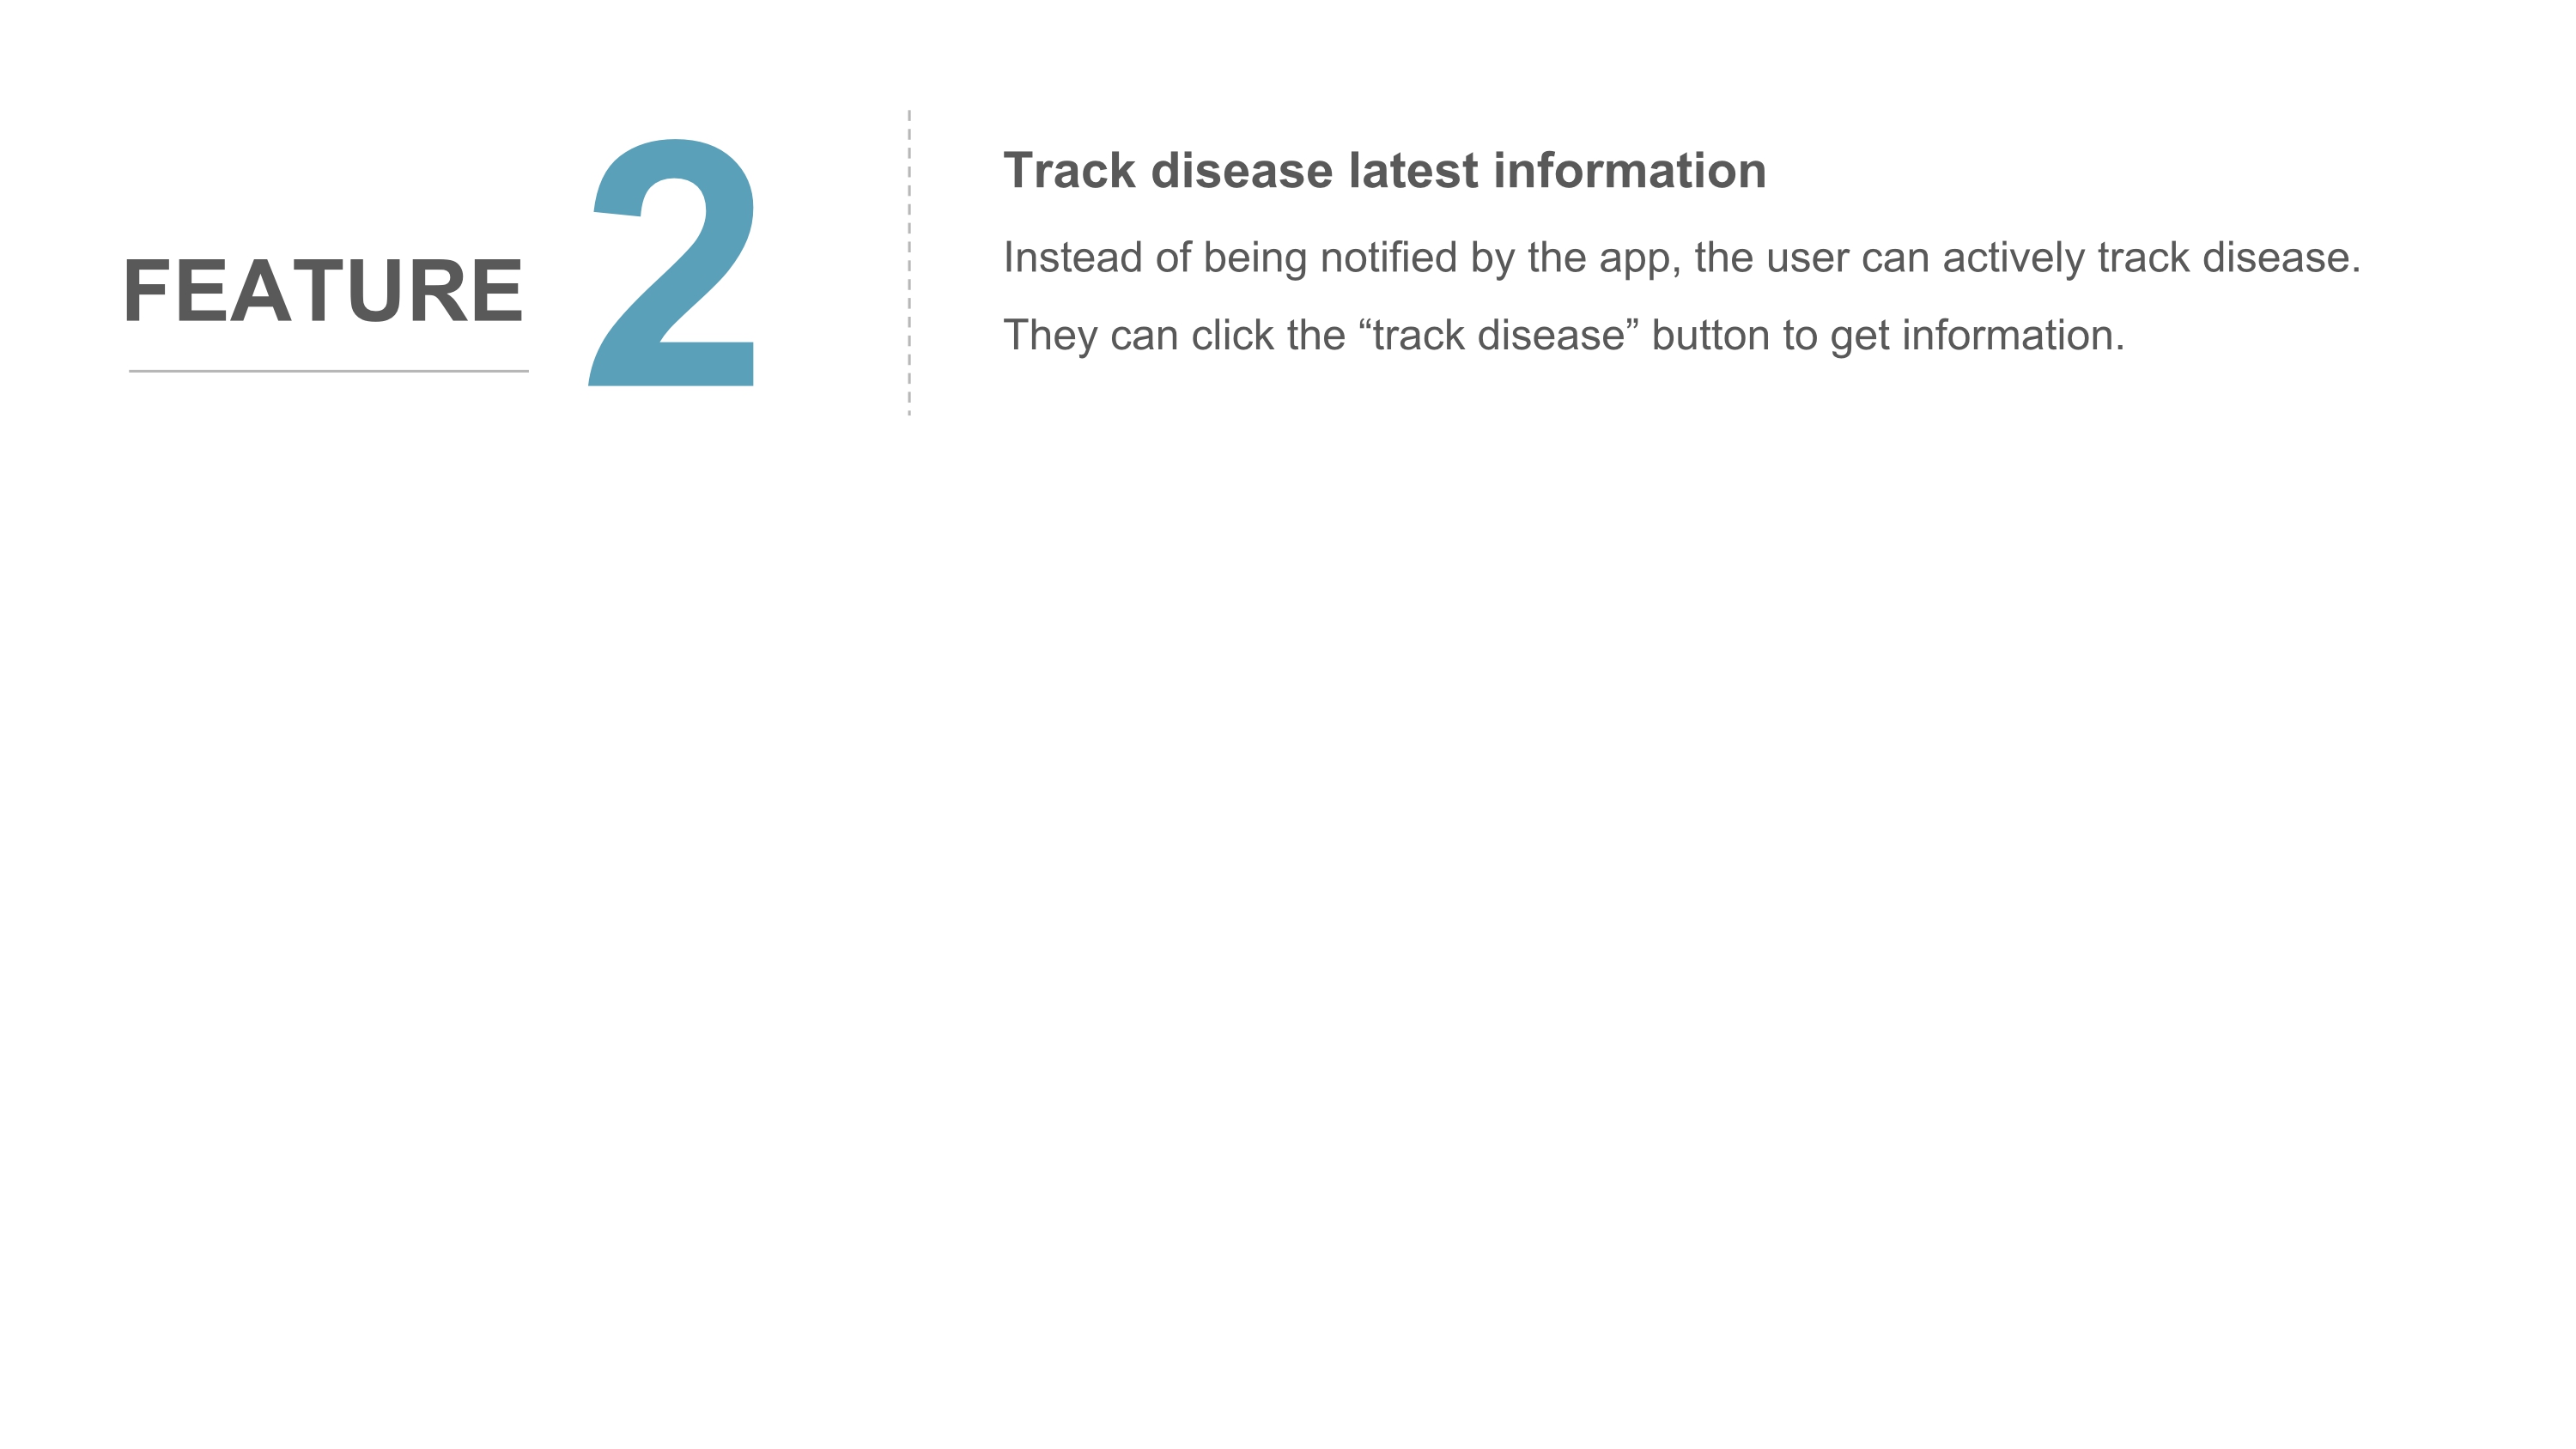 FEATURE 2
Track disease latest information
Instead of being notified by the app, the user can actively track disease.
They can click the “track disease” button to get information.